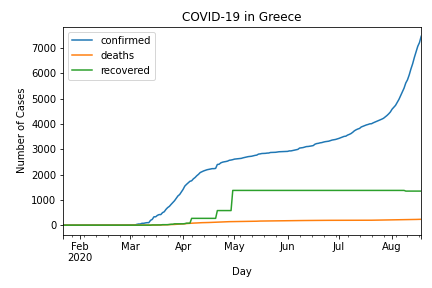 COVID-19 in Greece
confirmed
deaths
recovered
Number of Cases
7000
6000
5000
4000
3000
2000
1000
0
Feb Mar Apr May Jun Jul Aug
2020
Day